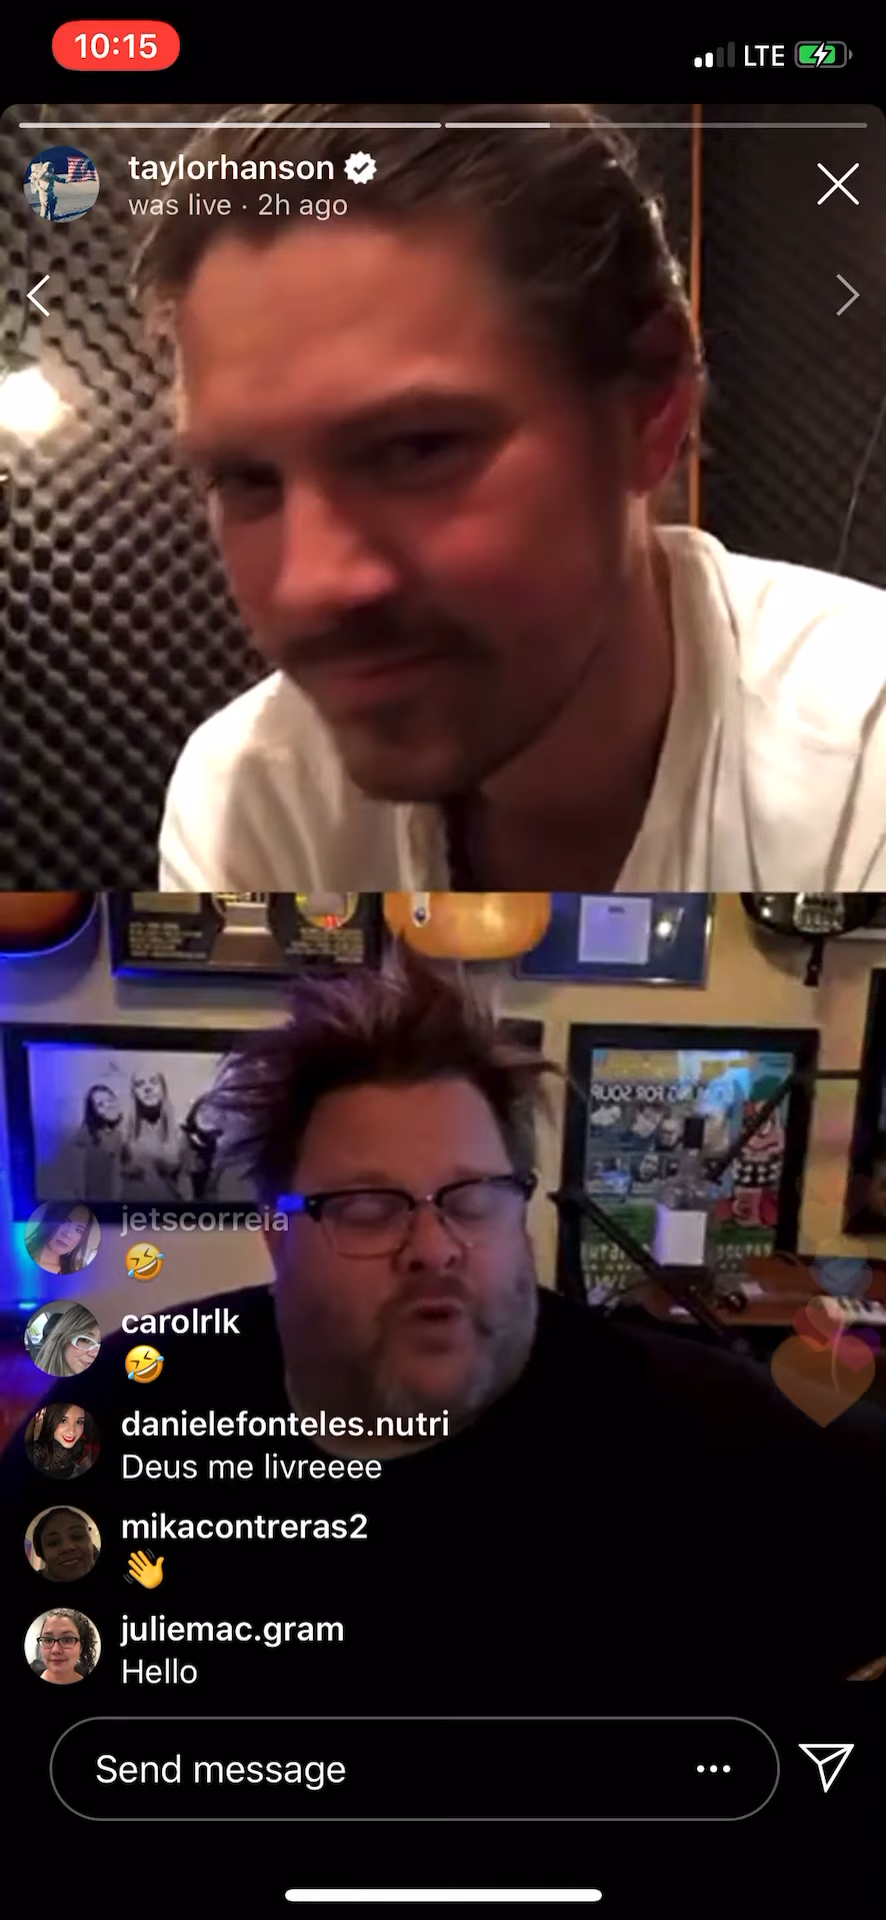 10:15
LTE
taylorhanson
was live · 2h ago
jetscorreia
🤣
carolrlk
🤣
danielefonteles.nutri
Deus me livreeee
mikacontreras2
👋
juliemac.gram
Hello
Send message